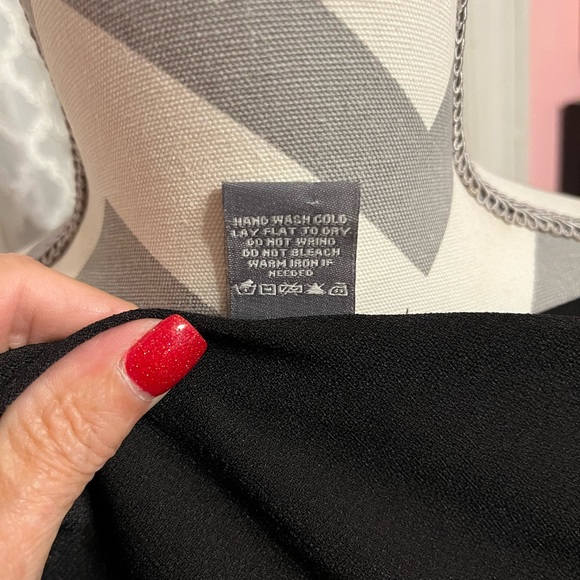 HAND WASH COLD
LAY FLAT TO DRY
DO NOT WRING
DO NOT BLEACH
WARM IRON IF
NEEDED